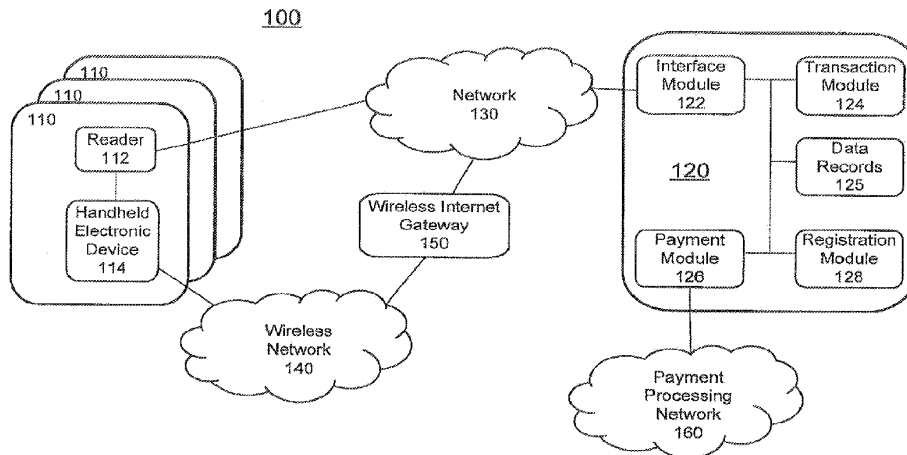 100
110
110
110
Reader
112
Handheld
Electronic
Device
114
Network
130
Wireless Internet
Gateway
150
Wireless
Network
140
Interface
Module
122
Transaction
Module
124
Data
Records
125
120
Payment
Module
126
Registration
Module
128
Payment
Processing
Network
160